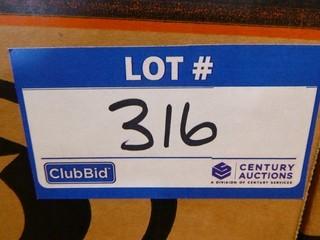 LOT #
316
ClubBid
CENTURY
AUCTIONS
A DIVISION OF CENTURY SERVICES